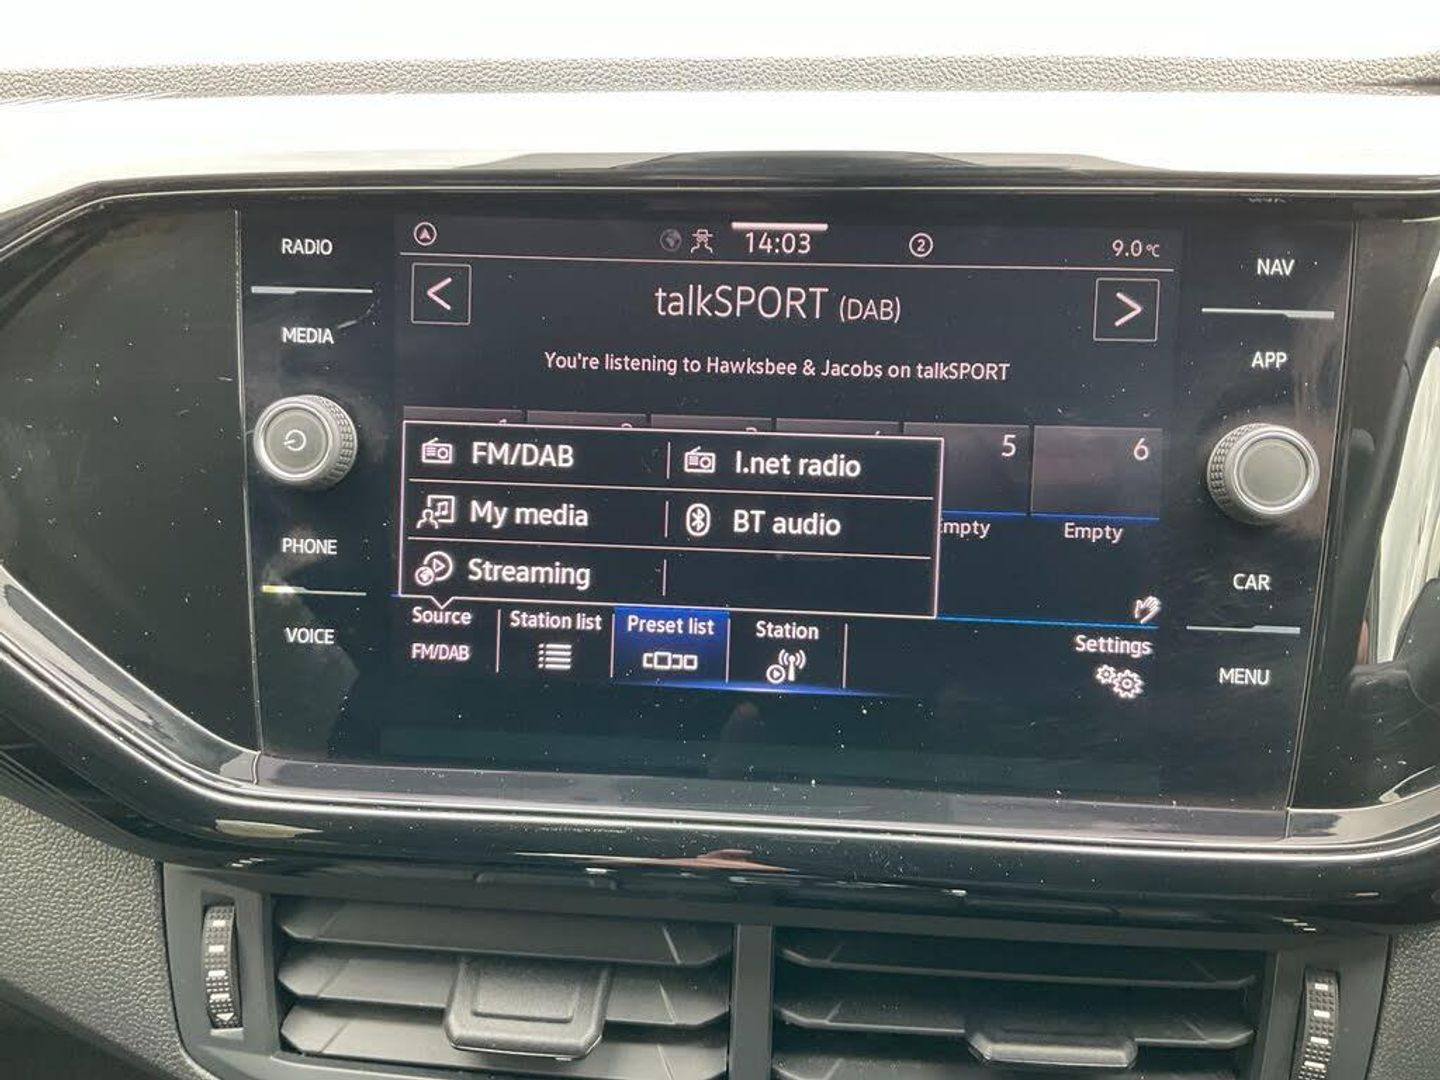 RADIO
MEDIA
PHONE
VOICE
14:03
2
9.0 °C
<
talkSPORT (DAB)
>
You're listening to Hawksbee & Jacobs on talkSPORT
5
6
Empty
FM/DAB
I.net radio
My media
BT audio
Streaming
Source
FM/DAB
Station list
Preset list
Station
Settings
NAV
APP
CAR
MENU